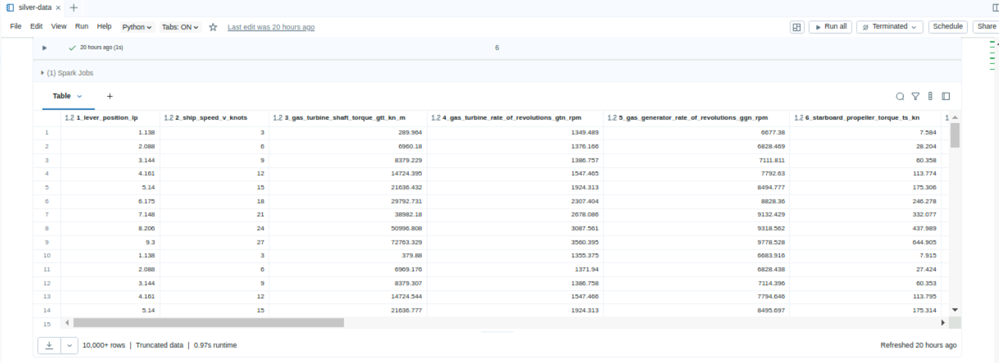 silver-data × +
File Edit View Run Help Python Tabs: ON Last edit was 20 hours ago Run all Terminated Schedule Share
20 hours ago (1s) 6
(1) Spark Jobs
Table +
1.2 1_lever_position_lp 1.2 2_ship_speed_v_knots 1.2 3_gas_turbine_shaft_torque_gtt_kn_m 1.2 4_gas_turbine_rate_of_revolutions_gtn_rpm 1.2 5_gas_generator_rate_of_revolutions_ggn_rpm 1.2 6_starboard_propeller_torque_ts_kn 1
1 1.138 3 289.964 1349.489 6677.38 7.584
2 2.088 6 6960.18 1376.166 6828.469 28.204
3 3.144 9 8379.229 1386.757 7111.811 60.358
4 4.161 12 14724.395 1547.465 7792.63 113.774
5 5.14 15 21636.432 1924.313 8494.777 175.306
6 6.175 18 29792.731 2307.404 8828.36 246.278
7 7.148 21 38982.18 2678.086 9132.429 332.077
8 8.206 24 50996.808 3087.561 9318.562 437.989
9 9.3 27 72763.329 3560.395 9778.528 644.905
10 1.138 3 379.88 1355.375 6683.916 7.915
11 2.088 6 6969.176 1371.94 6828.438 27.424
12 3.144 9 8379.307 1386.758 7114.396 60.353
13 4.161 12 14724.544 1547.466 7794.646 113.795
14 5.14 15 21636.777 1924.313 8495.697 175.314
15
10,000+ rows | Truncated data | 0.97s runtime Refreshed 20 hours ago